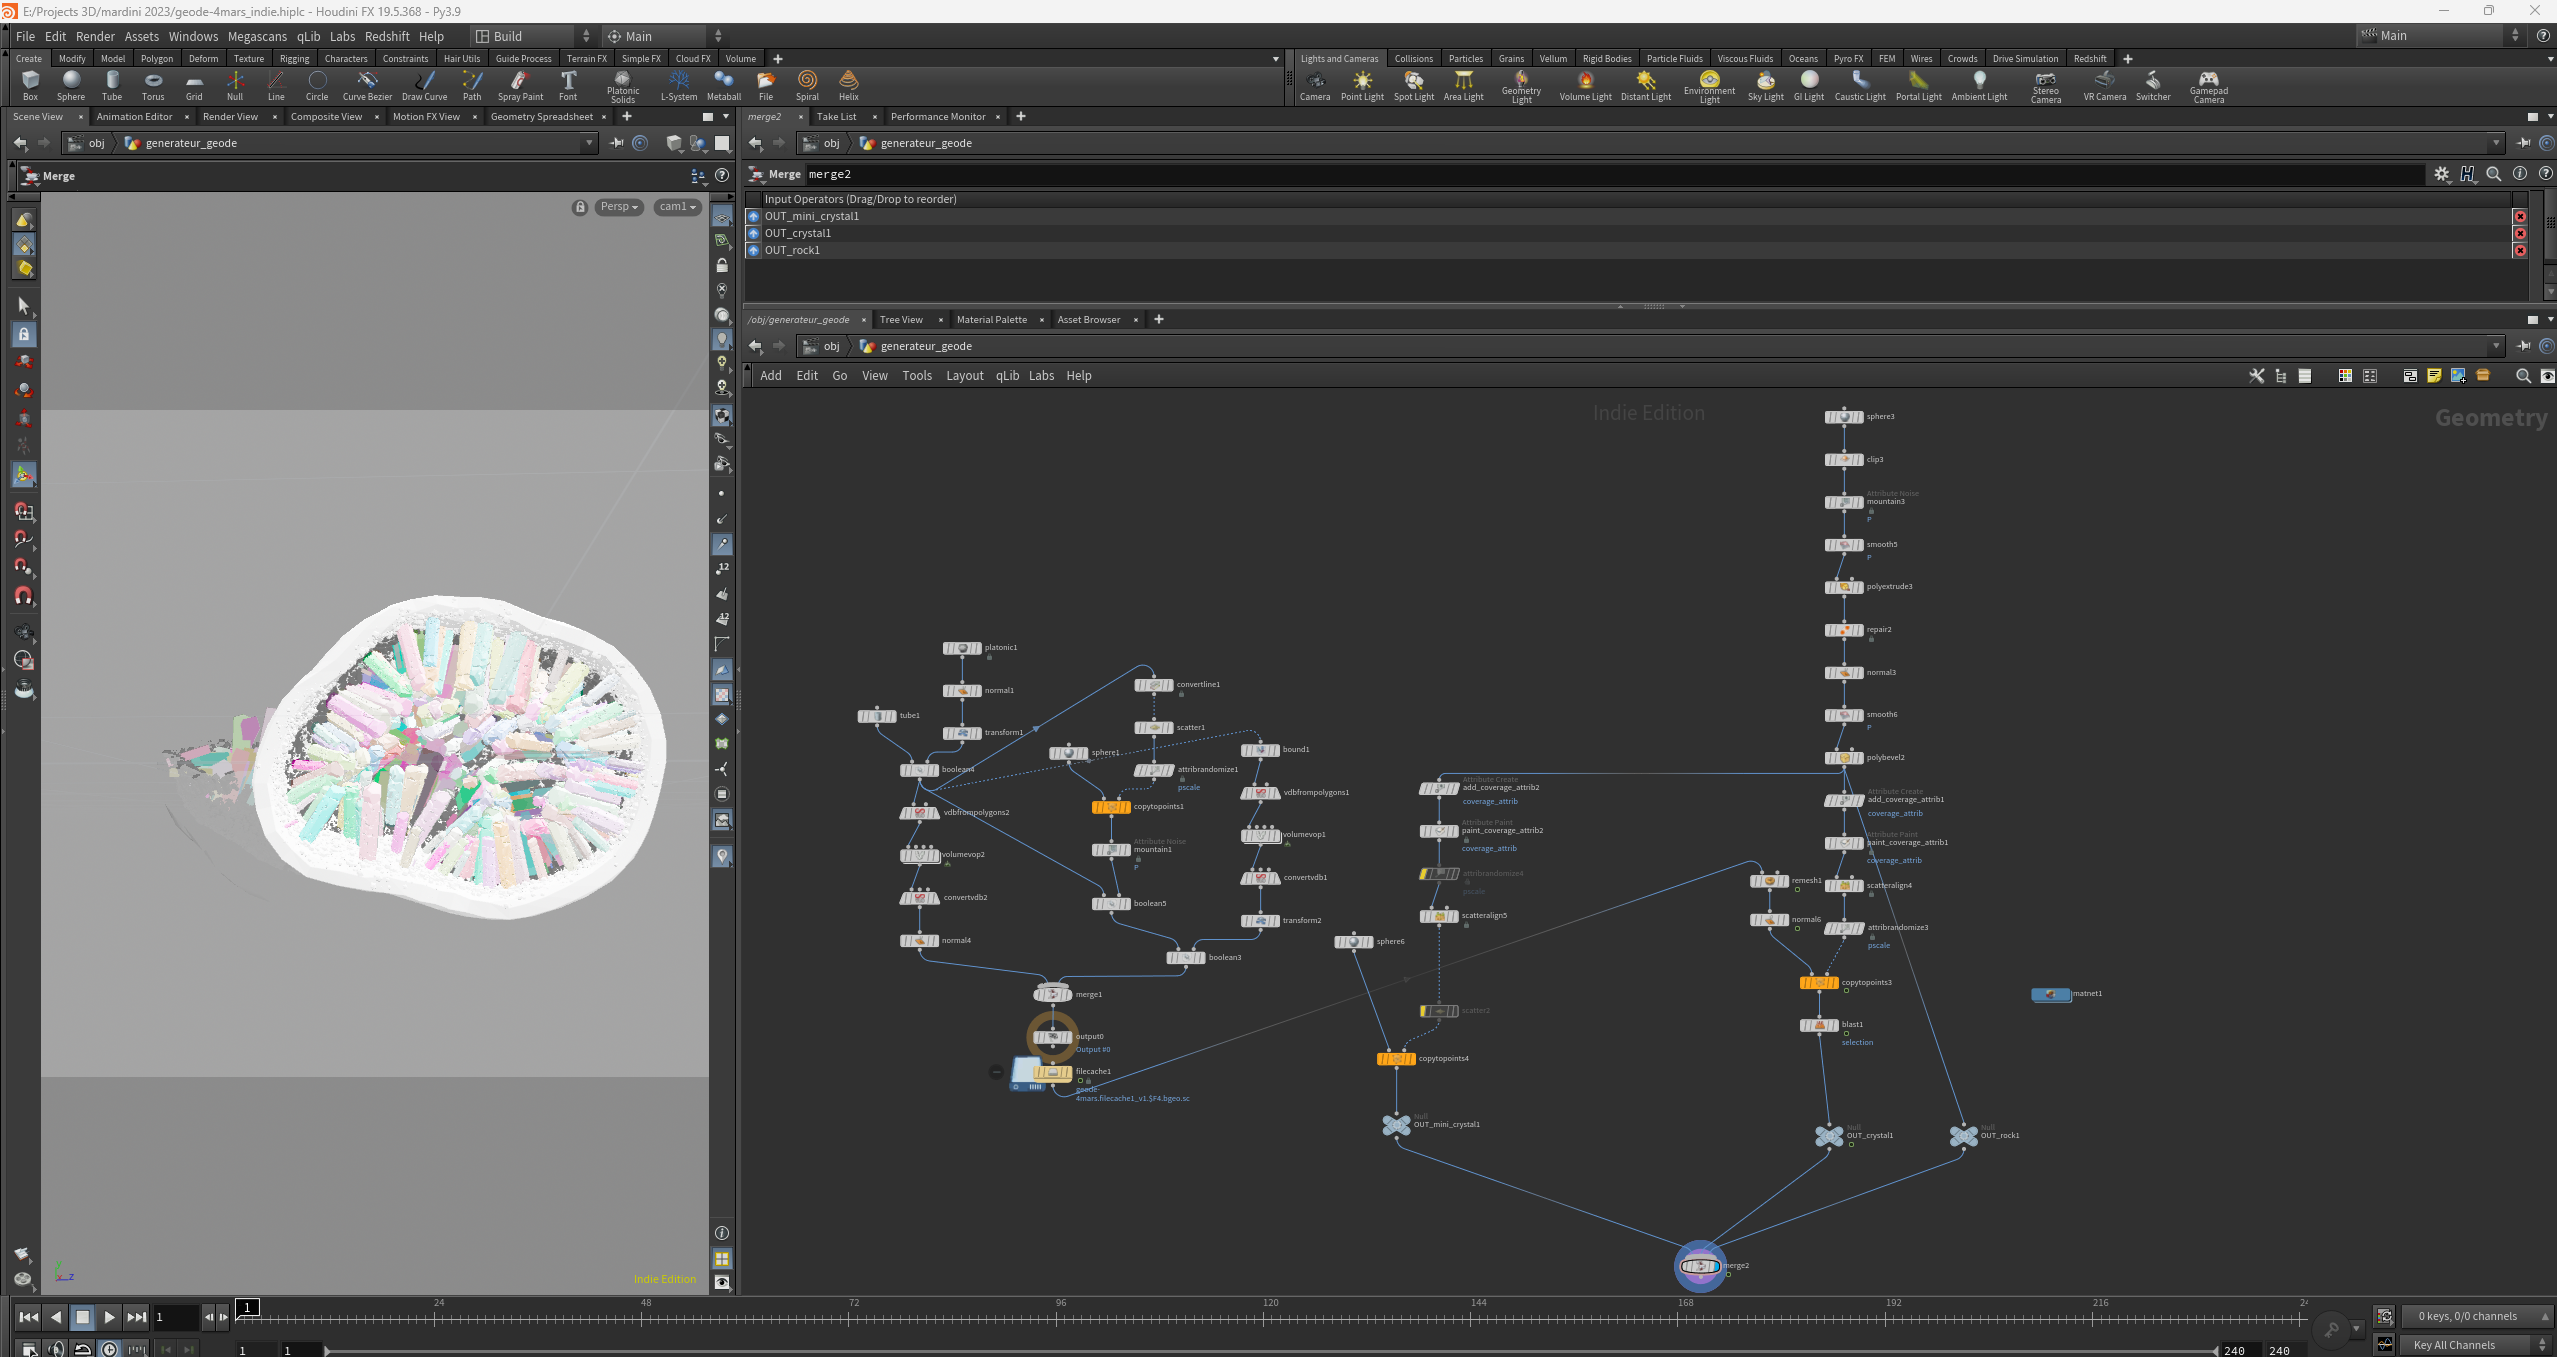 E:/Projects 3D/mardini 2023/geode-4mars_indie.hiplc - Houdini FX 19.5.368 - Py3.9
File Edit Render Assets Windows Megascans qLib Labs Redshift Help Build Main Main
Create Modify Model Polygon Deform Texture Rigging Characters Constraints Hair Utils Guide Process Terrain FX Simple FX Cloud FX Volume
Lights and Cameras Collisions Particles Grains Vellum Rigid Bodies Particle Fluids Viscous Fluids Oceans Pyro FX FEM Wires Crowds Drive Simulation Redshift
Box Sphere Tube Torus Grid Null Line Circle Curve Bezier Draw Curve Path Spray Paint Font Platonic Solids L-System Metaball File Spiral Helix
Camera Point Light Spot Light Area Light Geometry Light Volume Light Distant Light Environment Light Sky Light GI Light Caustic Light Portal Light Ambient Light Stereo Camera VR Camera Switcher Gamepad Camera
Scene View Animation Editor Render View Composite View Motion FX View Geometry Spreadsheet
merge2 Take List Performance Monitor
obj generateur_geode
obj generateur_geode
Merge
Merge merge2
Input Operators (Drag/Drop to reorder)
OUT_mini_crystal1
OUT_crystal1
OUT_rock1
Persp cam1
/obj/generateur_geode Tree View Material Palette Asset Browser
obj generateur_geode
Add Edit Go View Tools Layout qLib Labs Help
Indie Edition
Geometry
sphere3
clip3
Attribute Noise
mountain3
P
smooth5
P
polyextrude3
repair2
normal3
smooth6
P
polybevel2
platonic1
normal1
tube1
transform1
boolean4
vdbfrompolygons2
volumevop2
convertvdb2
normal4
convertline1
scatter1
sphere1
attribrandomize1
pscale
copytopoints1
Attribute Noise
mountain1
P
boolean5
bound1
vdbfrompolygons1
volumevop1
convertvdb1
transform2
boolean3
merge1
output0
Output #0
filecache1
geode-
4mars.filecache1_v1.$F4.bgeo.sc
Attribute Create
add_coverage_attrib2
coverage_attrib
Attribute Paint
paint_coverage_attrib2
coverage_attrib
attribrandomize4
pscale
scatteralign5
sphere6
scatter2
copytopoints4
Null
OUT_mini_crystal1
Attribute Create
add_coverage_attrib1
coverage_attrib
Attribute Paint
paint_coverage_attrib1
coverage_attrib
remesh1
scatteralign4
normal6
attribrandomize3
pscale
copytopoints3
blast1
selection
matnet1
Null
OUT_crystal1
Null
OUT_rock1
merge2
12
12
z
Indie Edition
1
1
24 48 72 96 120 144 168 192 216
0 keys, 0/0 channels
1 1 240 240
Key All Channels